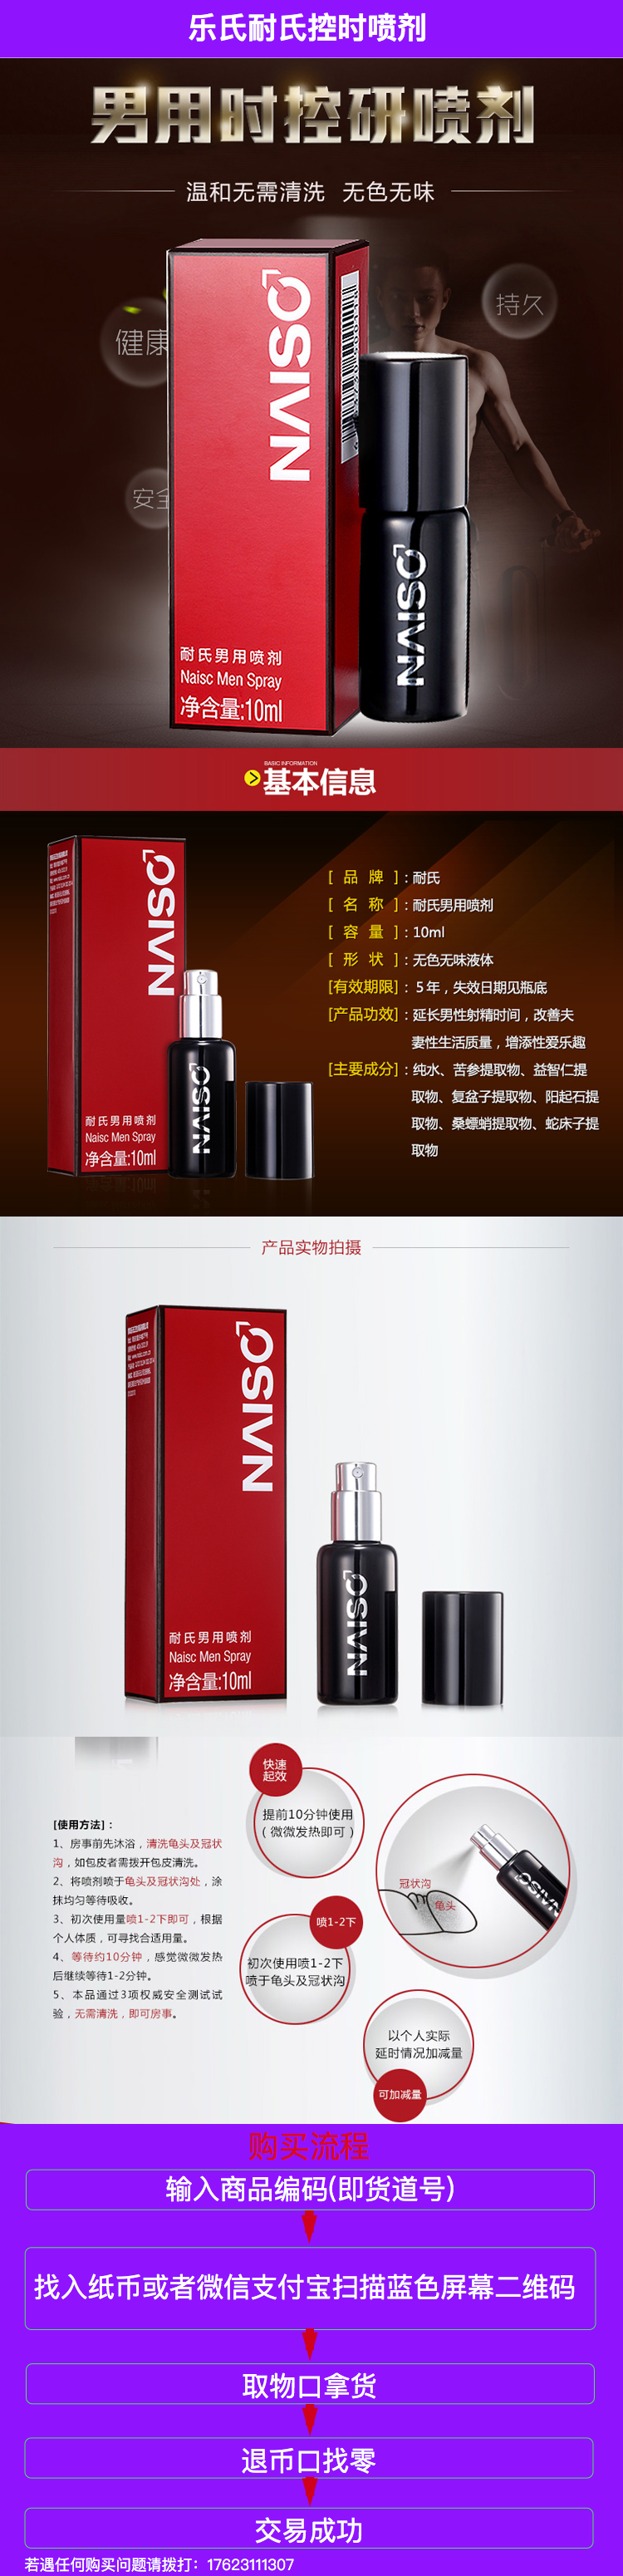 乐氏耐氏控时喷剂
男用时控研喷剂
温和无需清洗 无色无味
健康
持久
安全
NAISO
NAISO
耐氏男用喷剂
Naisc Men Spray
净含量:10ml
BASIC INFORMATION
基本信息
[ 品 牌 ]：耐氏
[ 名 称 ]：耐氏男用喷剂
[ 容 量 ]：10ml
[ 形 状 ]：无色无味液体
[有效期限]：5年，失效日期见瓶底
[产品功效]：延长男性射精时间，改善夫
妻性生活质量，增添性爱乐趣
[主要成分]：纯水、苦参提取物、益智仁提
取物、复盆子提取物、阳起石提
取物、桑螵蛸提取物、蛇床子提
取物
NAISO
NAISO
耐氏男用喷剂
Naisc Men Spray
净含量:10ml
产品实物拍摄
NAISO
NAISO
耐氏男用喷剂
Naisc Men Spray
净含量:10ml
[使用方法]：
1、房事前先沐浴，清洗龟头及冠状
沟，如包皮者需拨开包皮清洗。
2、将喷剂喷于龟头及冠状沟处，涂
抹均匀等待吸收。
3、初次使用量喷1-2下即可，根据
个人体质，可寻找合适用量。
4、等待约10分钟，感觉微微发热
后继续等待1-2分钟。
5、本品通过3项权威安全测试试
验，无需清洗，即可房事。
快速
起效
提前10分钟使用
（微微发热即可）
NAISO
冠状沟
龟头
喷1-2下
初次使用喷1-2下
喷于龟头及冠状沟
以个人实际
延时情况加减量
可加减量
购买流程
输入商品编码(即货道号)
找入纸币或者微信支付宝扫描蓝色屏幕二维码
取物口拿货
退币口找零
交易成功
若遇任何购买问题请拨打：17623111307